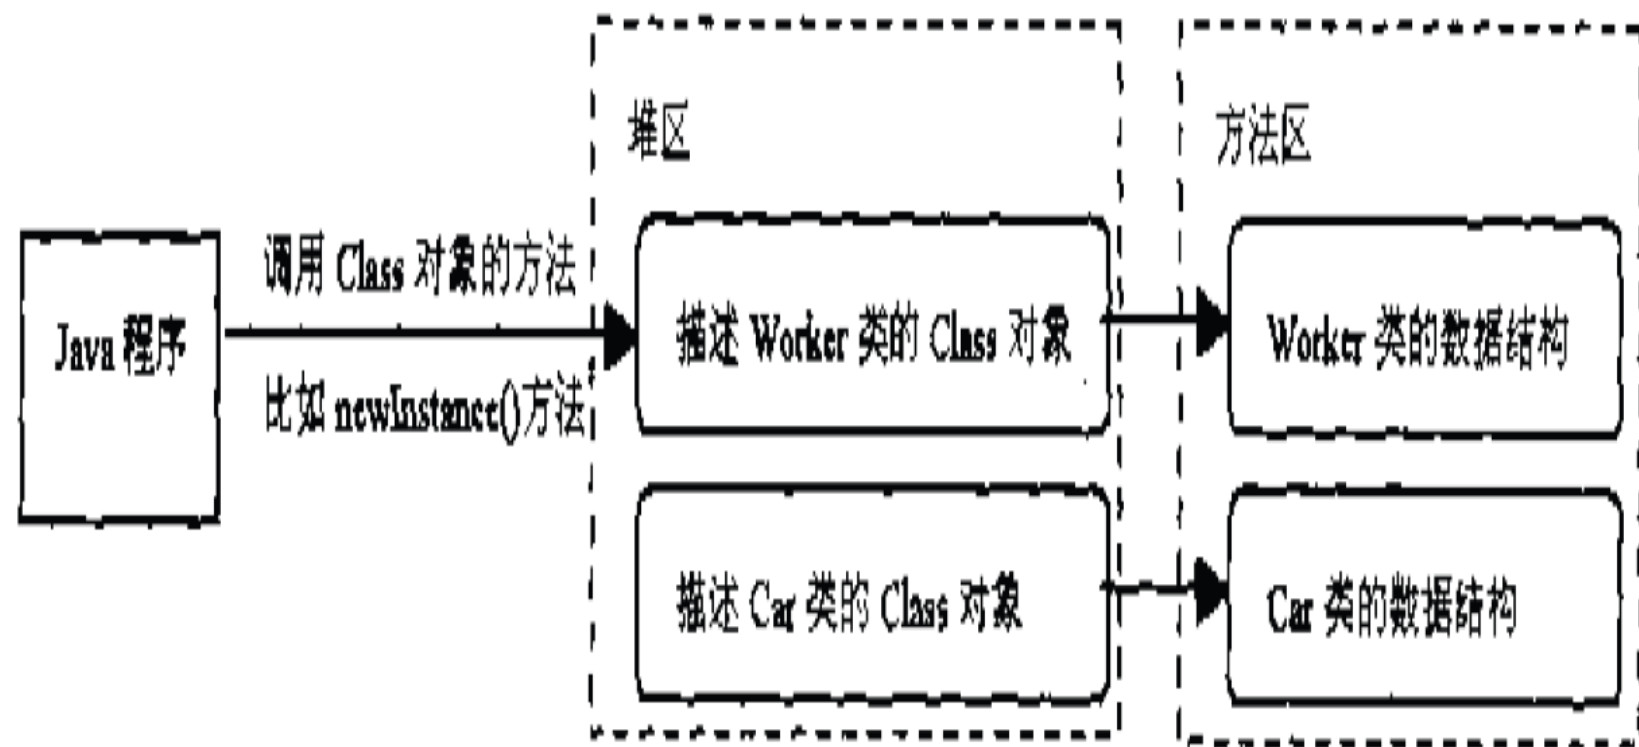 堆区
方法区
调用 Class 对象的方法
Java 程序
描述 Worker 类的 Class 对象
Worker 类的数据结构
比如 newInstance()方法
描述 Car 类的 Class 对象
Car 类的数据结构